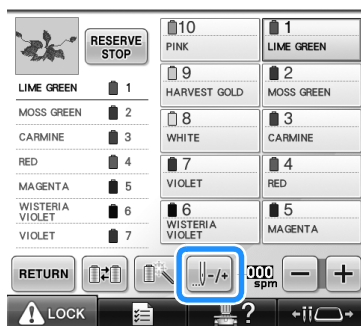 RESERVE
STOP
LIME GREEN 1
MOSS GREEN 2
CARMINE 3
RED 4
MAGENTA 5
WISTERIA
VIOLET 6
VIOLET 7
10
PINK
1
LIME GREEN
9
HARVEST GOLD
2
MOSS GREEN
8
WHITE
3
CARMINE
7
VIOLET
4
RED
6
WISTERIA
VIOLET
5
MAGENTA
RETURN
-/+
000
spm
- +
LOCK
?
- +